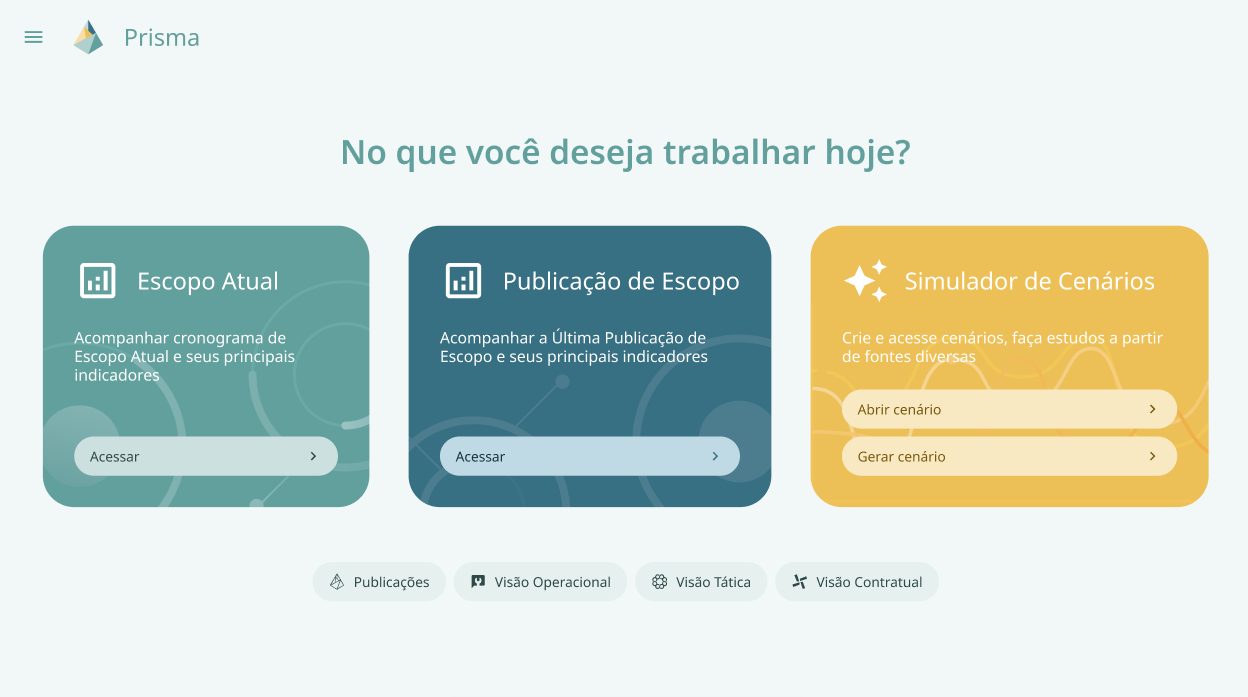 Prisma
No que você deseja trabalhar hoje?
Escopo Atual
Acompanhar cronograma de
Escopo Atual e seus principais
indicadores
Acessar
Publicação de Escopo
Acompanhar a Última Publicação de
Escopo e seus principais indicadores
Acessar
Simulador de Cenários
Crie e acesse cenários, faça estudos a partir
de fontes diversas
Abrir cenário
Gerar cenário
Publicações
Visão Operacional
Visão Tática
Visão Contratual